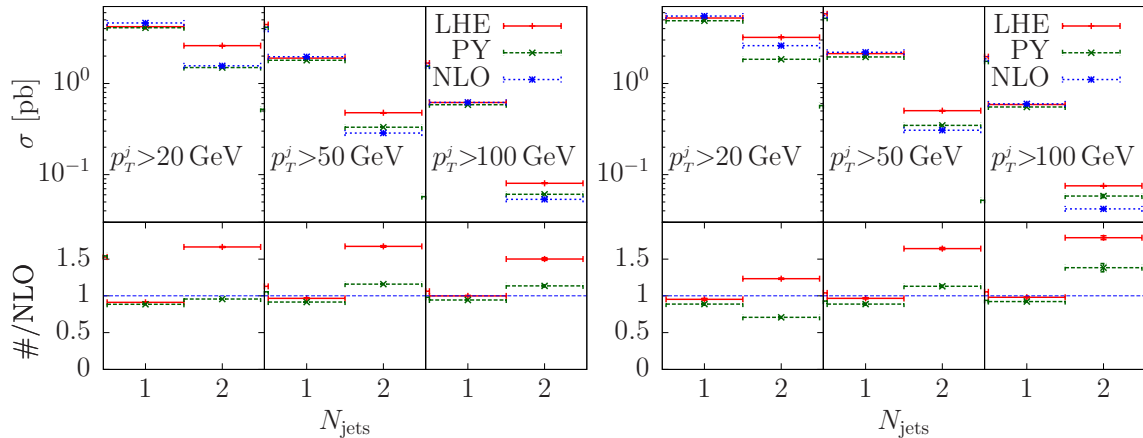 σ [pb]
10^0
10^-1
LHE
PY
NLO
p_T^j>20 GeV
p_T^j>50 GeV
p_T^j>100 GeV
#/NLO
1.5
1
0.5
0
1 2 1 2 1 2
N_jets
10^0
10^-1
LHE
PY
NLO
p_T^j>20 GeV
p_T^j>50 GeV
p_T^j>100 GeV
1.5
1
0.5
0
1 2 1 2 1 2
N_jets